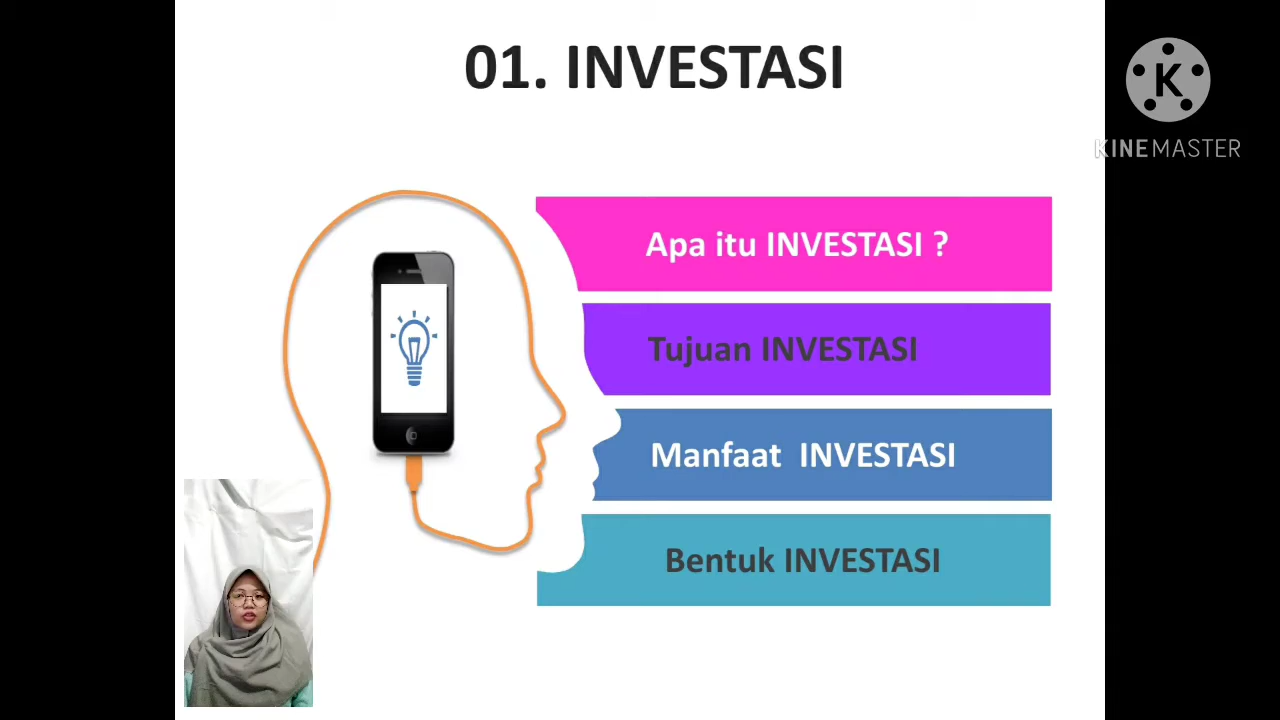 01. INVESTASI
KINEMASTER
Apa itu INVESTASI ?
Tujuan INVESTASI
Manfaat INVESTASI
Bentuk INVESTASI